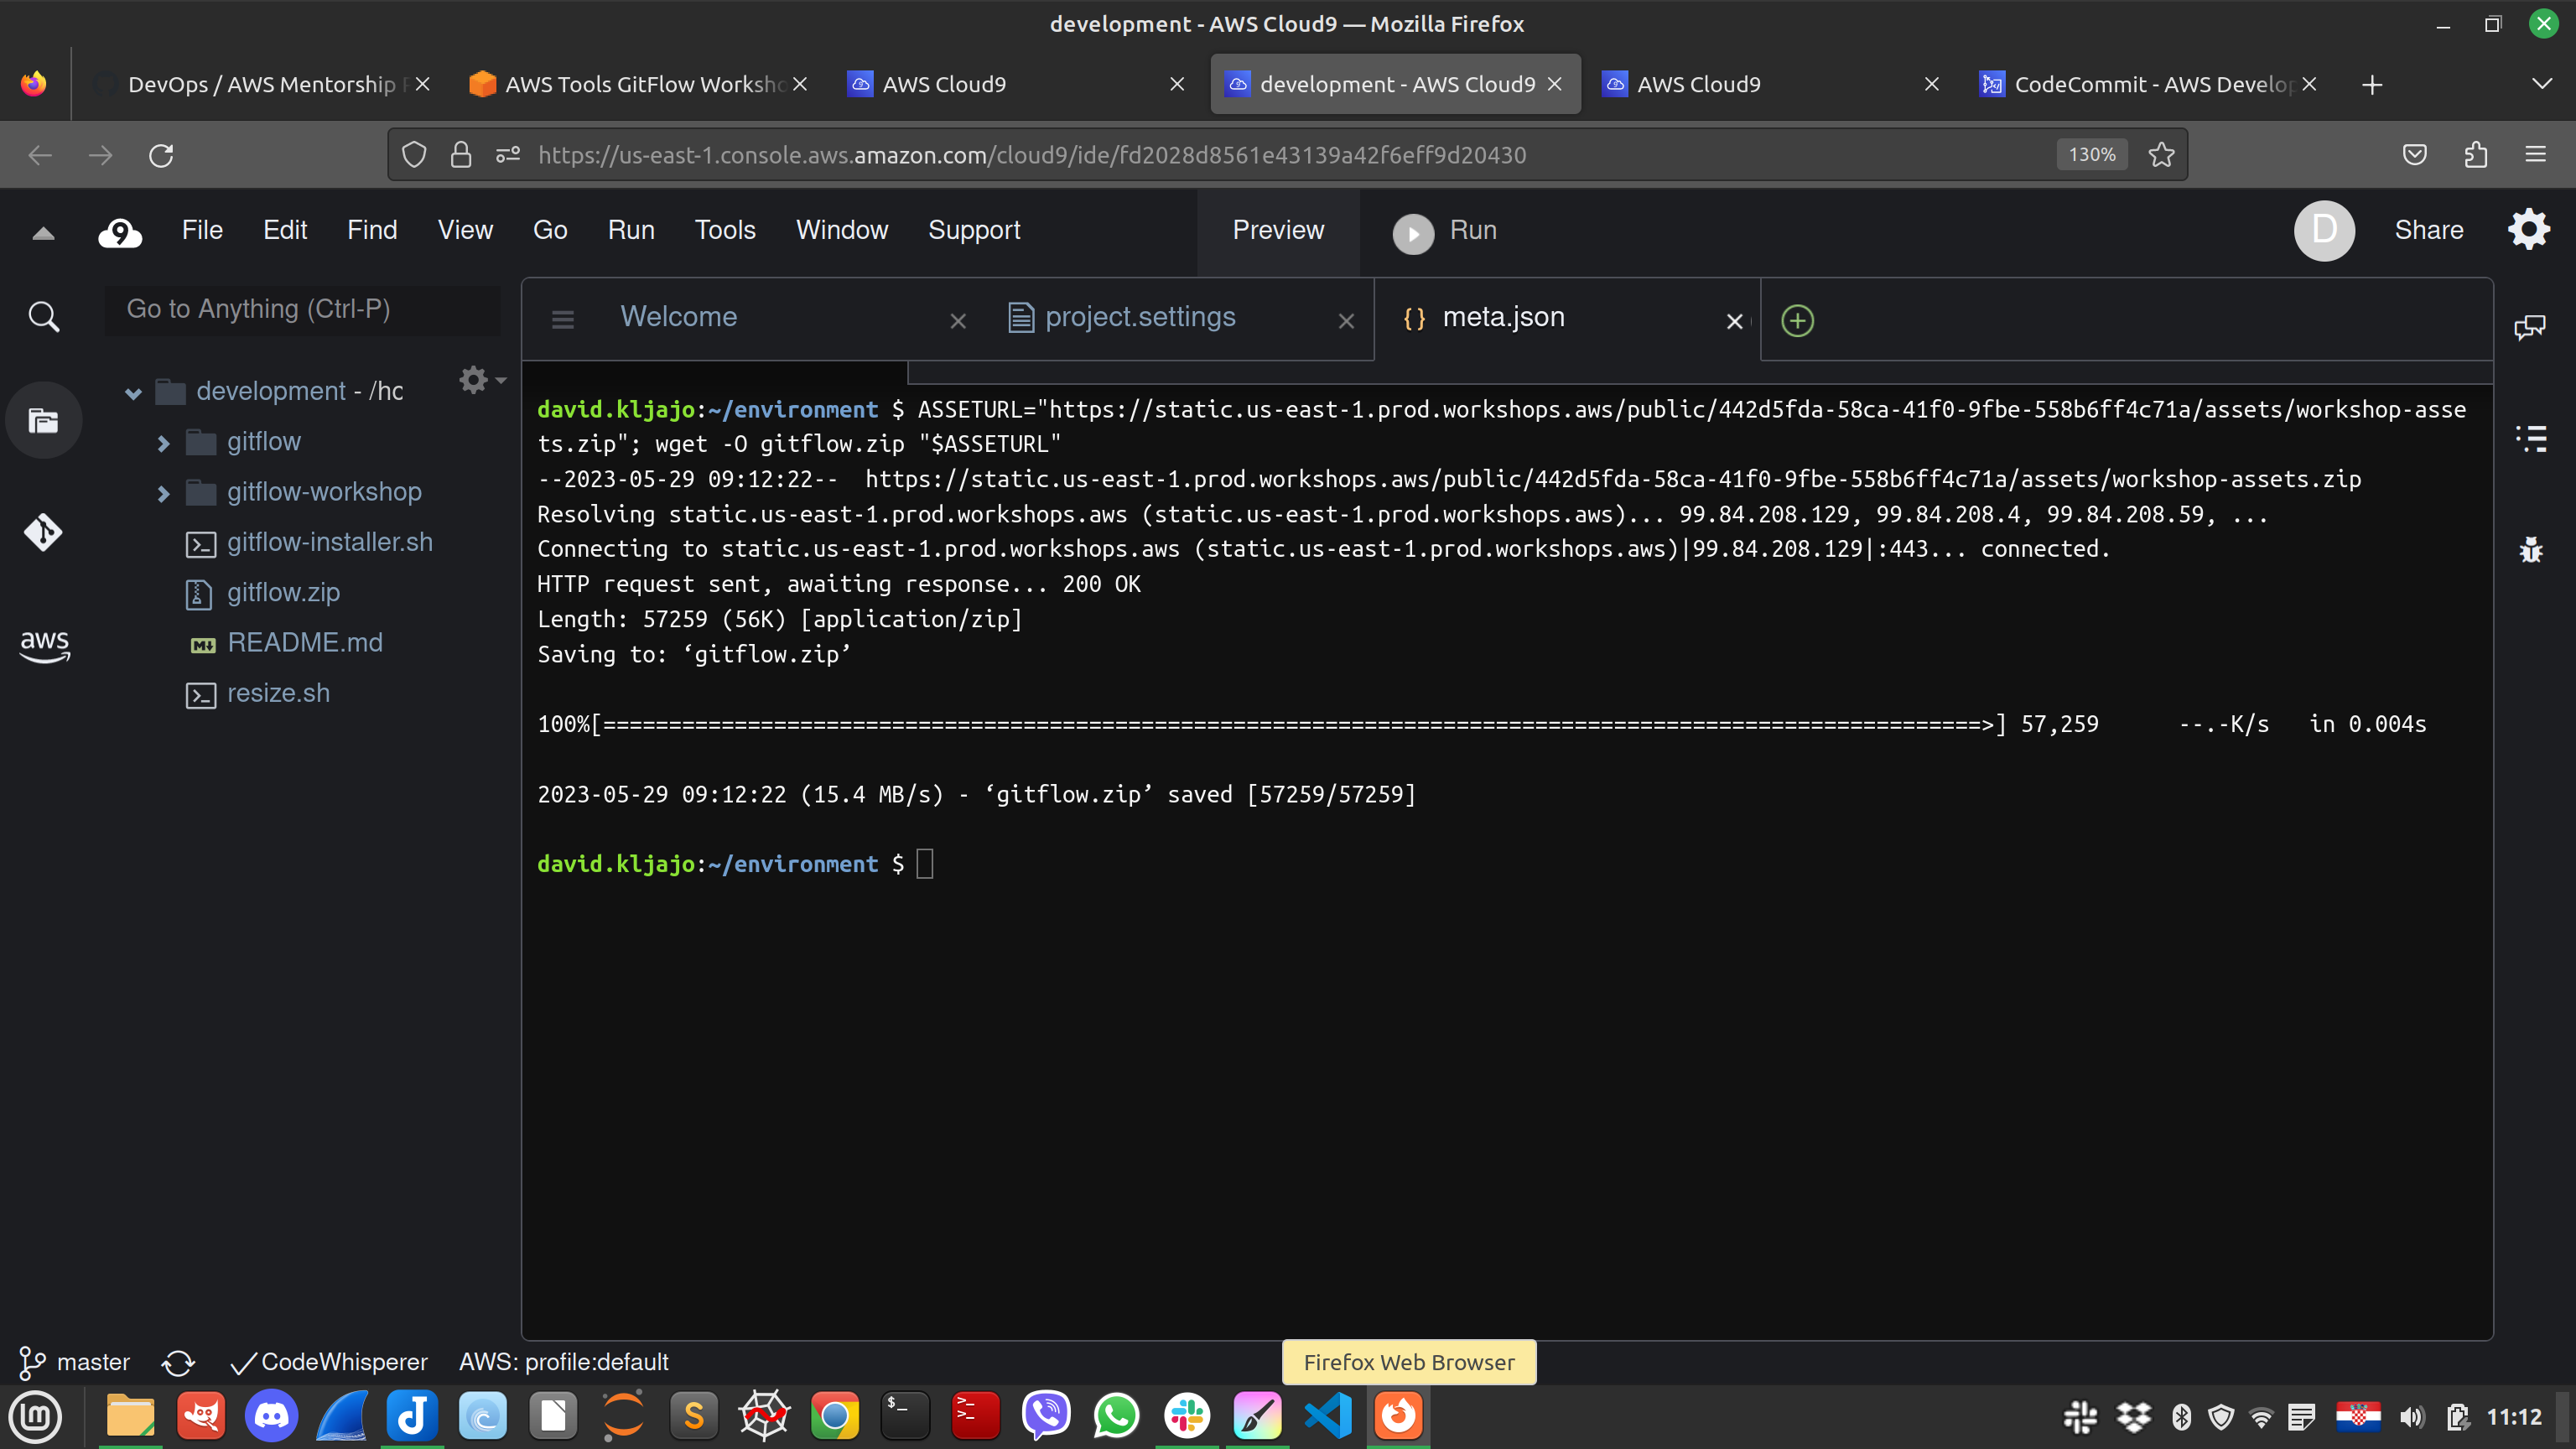 development - AWS Cloud9 — Mozilla Firefox
DevOps / AWS Mentorship
AWS Tools GitFlow Worksho
AWS Cloud9
development - AWS Cloud9
AWS Cloud9
CodeCommit - AWS Develop
https://us-east-1.console.aws.amazon.com/cloud9/ide/fd2028d8561e43139a42f6eff9d20430
130%
9 File Edit Find View Go Run Tools Window Support Preview Run D Share
Go to Anything (Ctrl-P)
Welcome
project.settings
{} meta.json
development - /hc
gitflow
gitflow-workshop
gitflow-installer.sh
gitflow.zip
README.md
resize.sh
aws
david.kljajo:~/environment $ ASSETURL="https://static.us-east-1.prod.workshops.aws/public/442d5fda-58ca-41f0-9fbe-558b6ff4c71a/assets/workshop-asse
ts.zip"; wget -O gitflow.zip "$ASSETURL"
--2023-05-29 09:12:22--  https://static.us-east-1.prod.workshops.aws/public/442d5fda-58ca-41f0-9fbe-558b6ff4c71a/assets/workshop-assets.zip
Resolving static.us-east-1.prod.workshops.aws (static.us-east-1.prod.workshops.aws)... 99.84.208.129, 99.84.208.4, 99.84.208.59, ...
Connecting to static.us-east-1.prod.workshops.aws (static.us-east-1.prod.workshops.aws)|99.84.208.129|:443... connected.
HTTP request sent, awaiting response... 200 OK
Length: 57259 (56K) [application/zip]
Saving to: ‘gitflow.zip’
100%[=========================================================================================================>] 57,259      --.-K/s   in 0.004s
2023-05-29 09:12:22 (15.4 MB/s) - ‘gitflow.zip’ saved [57259/57259]
david.kljajo:~/environment $
master
CodeWhisperer
AWS: profile:default
Firefox Web Browser
11:12